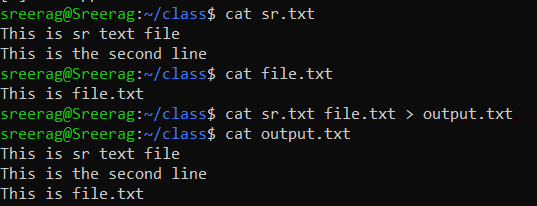 sreerag@Sreerag:~/class$ cat sr.txt
This is sr text file
This is the second line
sreerag@Sreerag:~/class$ cat file.txt
This is file.txt
sreerag@Sreerag:~/class$ cat sr.txt file.txt > output.txt
sreerag@Sreerag:~/class$ cat output.txt
This is sr text file
This is the second line
This is file.txt